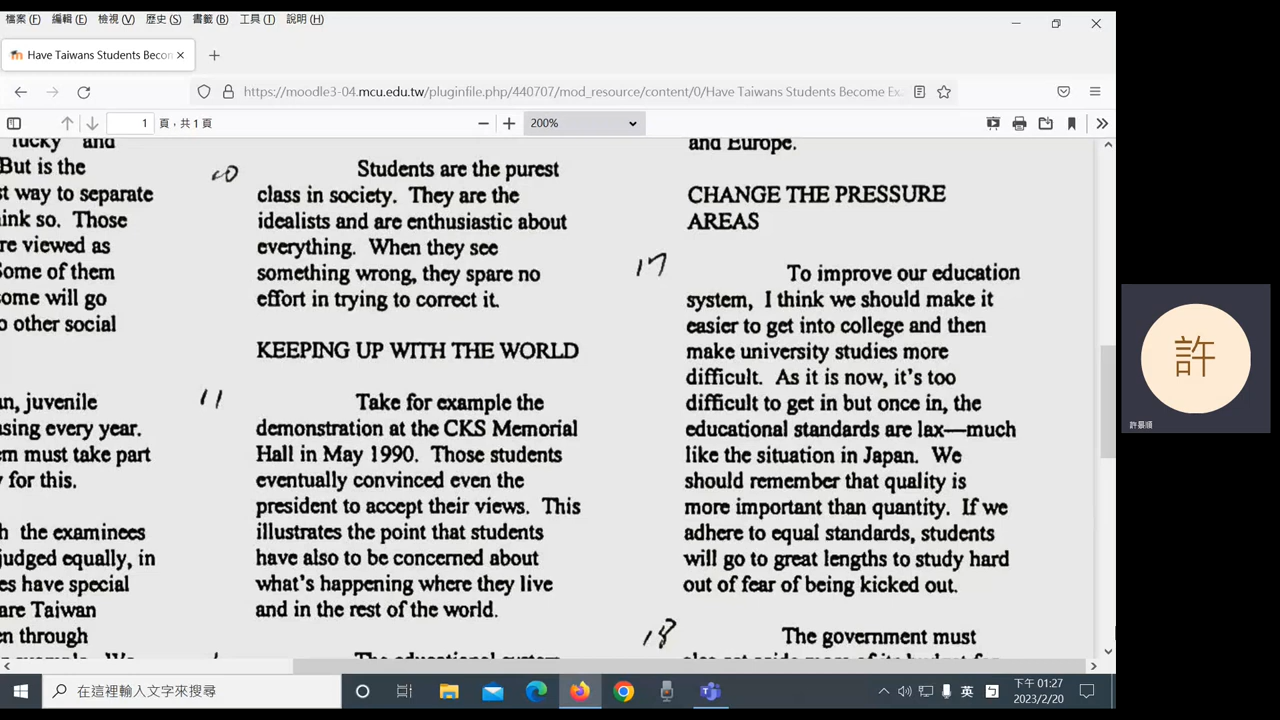 檔案(F) 編輯(E) 檢視(V) 歷史(S) 書籤(B) 工具(T) 說明(H)
Have Taiwans Students Becon
https://moodle3-04.mcu.edu.tw/pluginfile.php/440707/mod_resource/content/0/Have Taiwans Students Become Exa
1 頁，共 1 頁
200%
"lucky" and
But is the
st way to separate
ink so. Those
re viewed as
Some of them
some will go
o other social
un, juvenile
asing every year.
em must take part
y for this.
h the examinees
judged equally, in
es have special
are Taiwan
en through
10
Students are the purest
class in society. They are the
idealists and are enthusiastic about
everything. When they see
something wrong, they spare no
effort in trying to correct it.
KEEPING UP WITH THE WORLD
11
Take for example the
demonstration at the CKS Memorial
Hall in May 1990. Those students
eventually convinced even the
president to accept their views. This
illustrates the point that students
have also to be concerned about
what's happening where they live
and in the rest of the world.
The educational system
and Europe.
CHANGE THE PRESSURE
AREAS
17
To improve our education
system, I think we should make it
easier to get into college and then
make university studies more
difficult. As it is now, it's too
difficult to get in but once in, the
educational standards are lax—much
like the situation in Japan. We
should remember that quality is
more important than quantity. If we
adhere to equal standards, students
will go to great lengths to study hard
out of fear of being kicked out.
18
The government must
許
許景順
在這裡輸入文字來搜尋
英
下午 01:27
2023/2/20